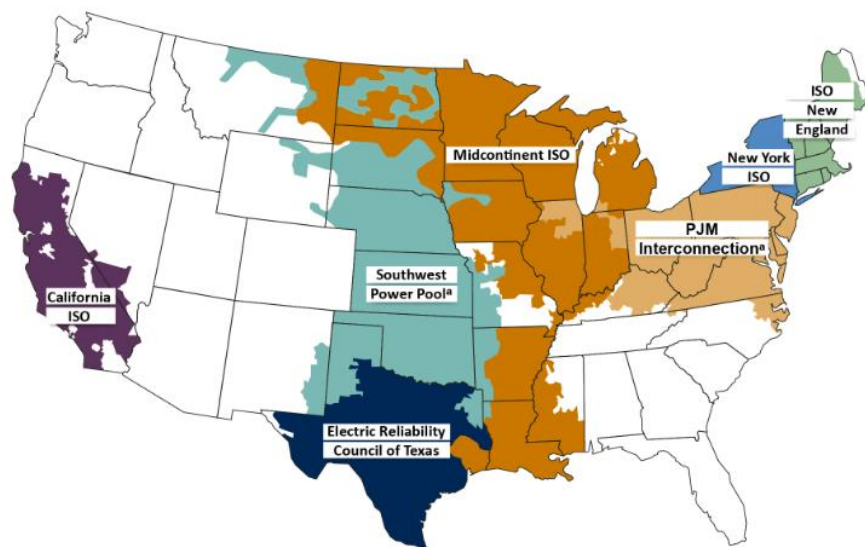 ISO
New
England
Midcontinent ISO
New York
ISO
PJM
Interconnectionᵃ
Southwest
Power Poolᵃ
California
ISO
Electric Reliability
Council of Texas